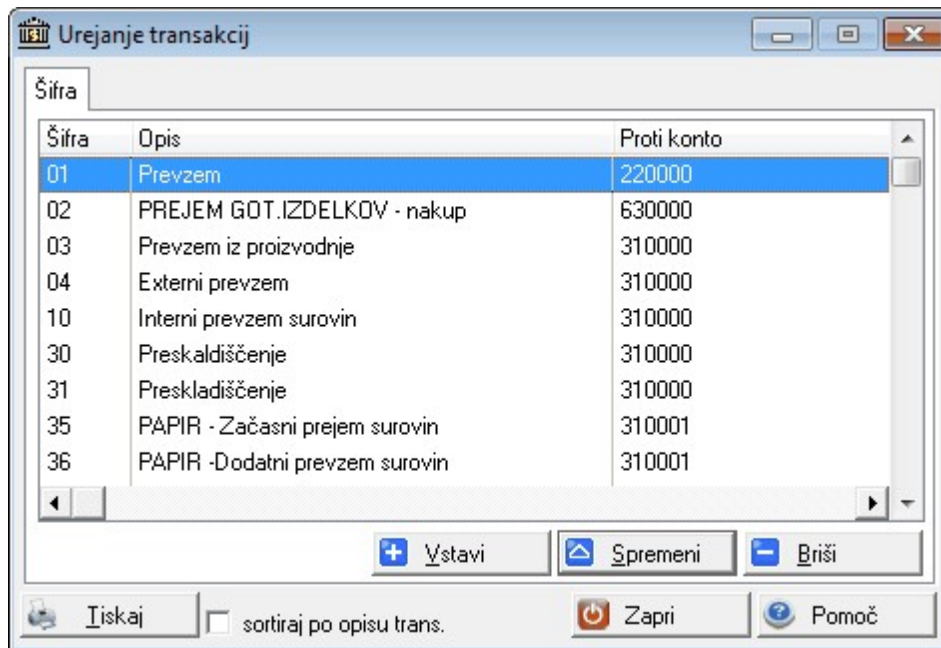 Urejanje transakcij
Šifra
Šifra Opis Proti konto
01 Prevzem 220000
02 PREJEM GOT.IZDELKOV - nakup 630000
03 Prevzem iz proizvodnje 310000
04 Externi prevzem 310000
10 Interni prevzem surovin 310000
30 Preskaldiščenje 310000
31 Preskladiščenje 310000
35 PAPIR - Začasni prejem surovin 310001
36 PAPIR -Dodatni prevzem surovin 310001
Vstavi Spremeni Briši
Tiskaj sortiraj po opisu trans. Zapri Pomoč